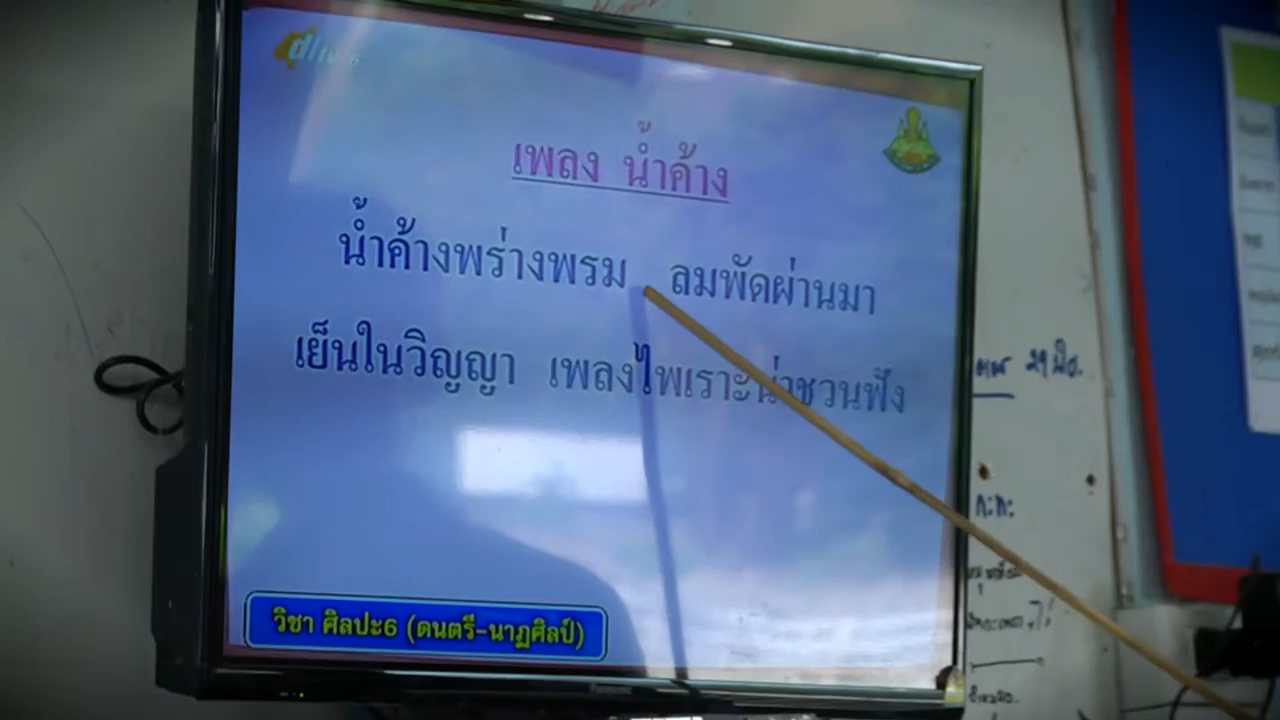 เพลง น้ำค้าง
น้ำค้างพร่างพรม ลมพัดผ่านมา
เย็นในวิญญา เพลงไพเราะน่าชวนฟัง
วิชา ศิลปะ6 (ดนตรี-นาฏศิลป์)